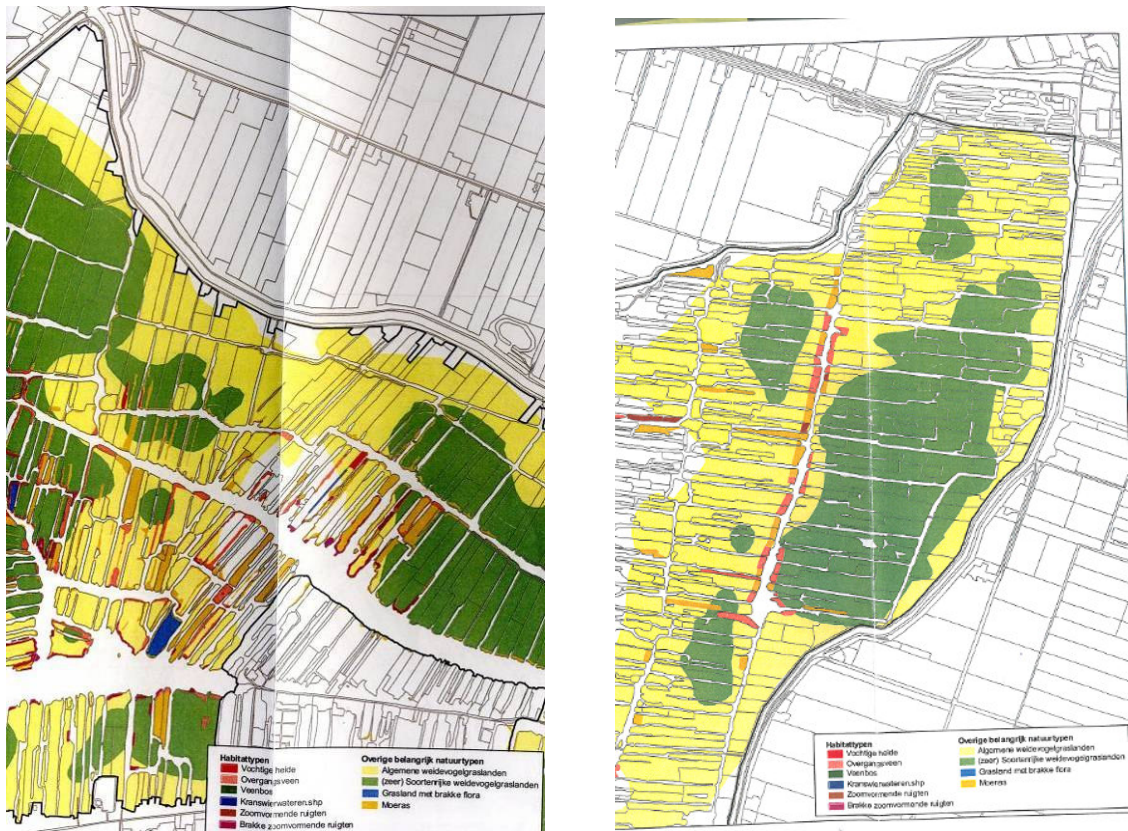 Habitattypen
Vochtige heide
Overgangsveen
Veenbos
Kranswierwateren.shp
Zoomvormende ruigten
Brakke zoomvormende ruigten
Overige belangrijk natuurtypen
Algemene weidevogelgraslanden
(zeer) Soortenrijke weidevogelgraslanden
Grasland met brakke flora
Moeras
Habitattypen
Vochtige heide
Overgangsveen
Veenbos
Kranswierwateren.shp
Zoomvormende ruigten
Brakke zoomvormende ruigten
Overige belangrijk natuurtypen
Algemene weidevogelgraslanden
(zeer) Soortenrijke weidevogelgraslanden
Grasland met brakke flora
Moeras